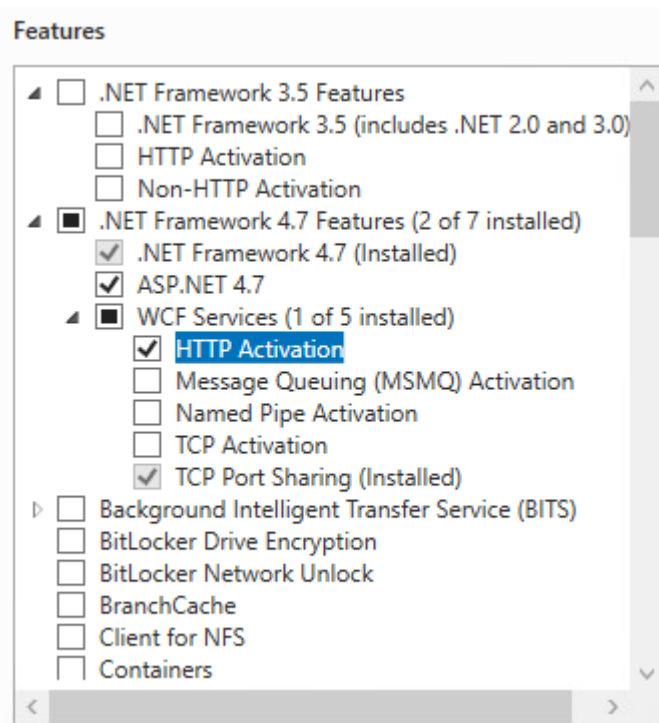 Features
.NET Framework 3.5 Features
.NET Framework 3.5 (includes .NET 2.0 and 3.0)
HTTP Activation
Non-HTTP Activation
.NET Framework 4.7 Features (2 of 7 installed)
.NET Framework 4.7 (Installed)
ASP.NET 4.7
WCF Services (1 of 5 installed)
HTTP Activation
Message Queuing (MSMQ) Activation
Named Pipe Activation
TCP Activation
TCP Port Sharing (Installed)
Background Intelligent Transfer Service (BITS)
BitLocker Drive Encryption
BitLocker Network Unlock
BranchCache
Client for NFS
Containers